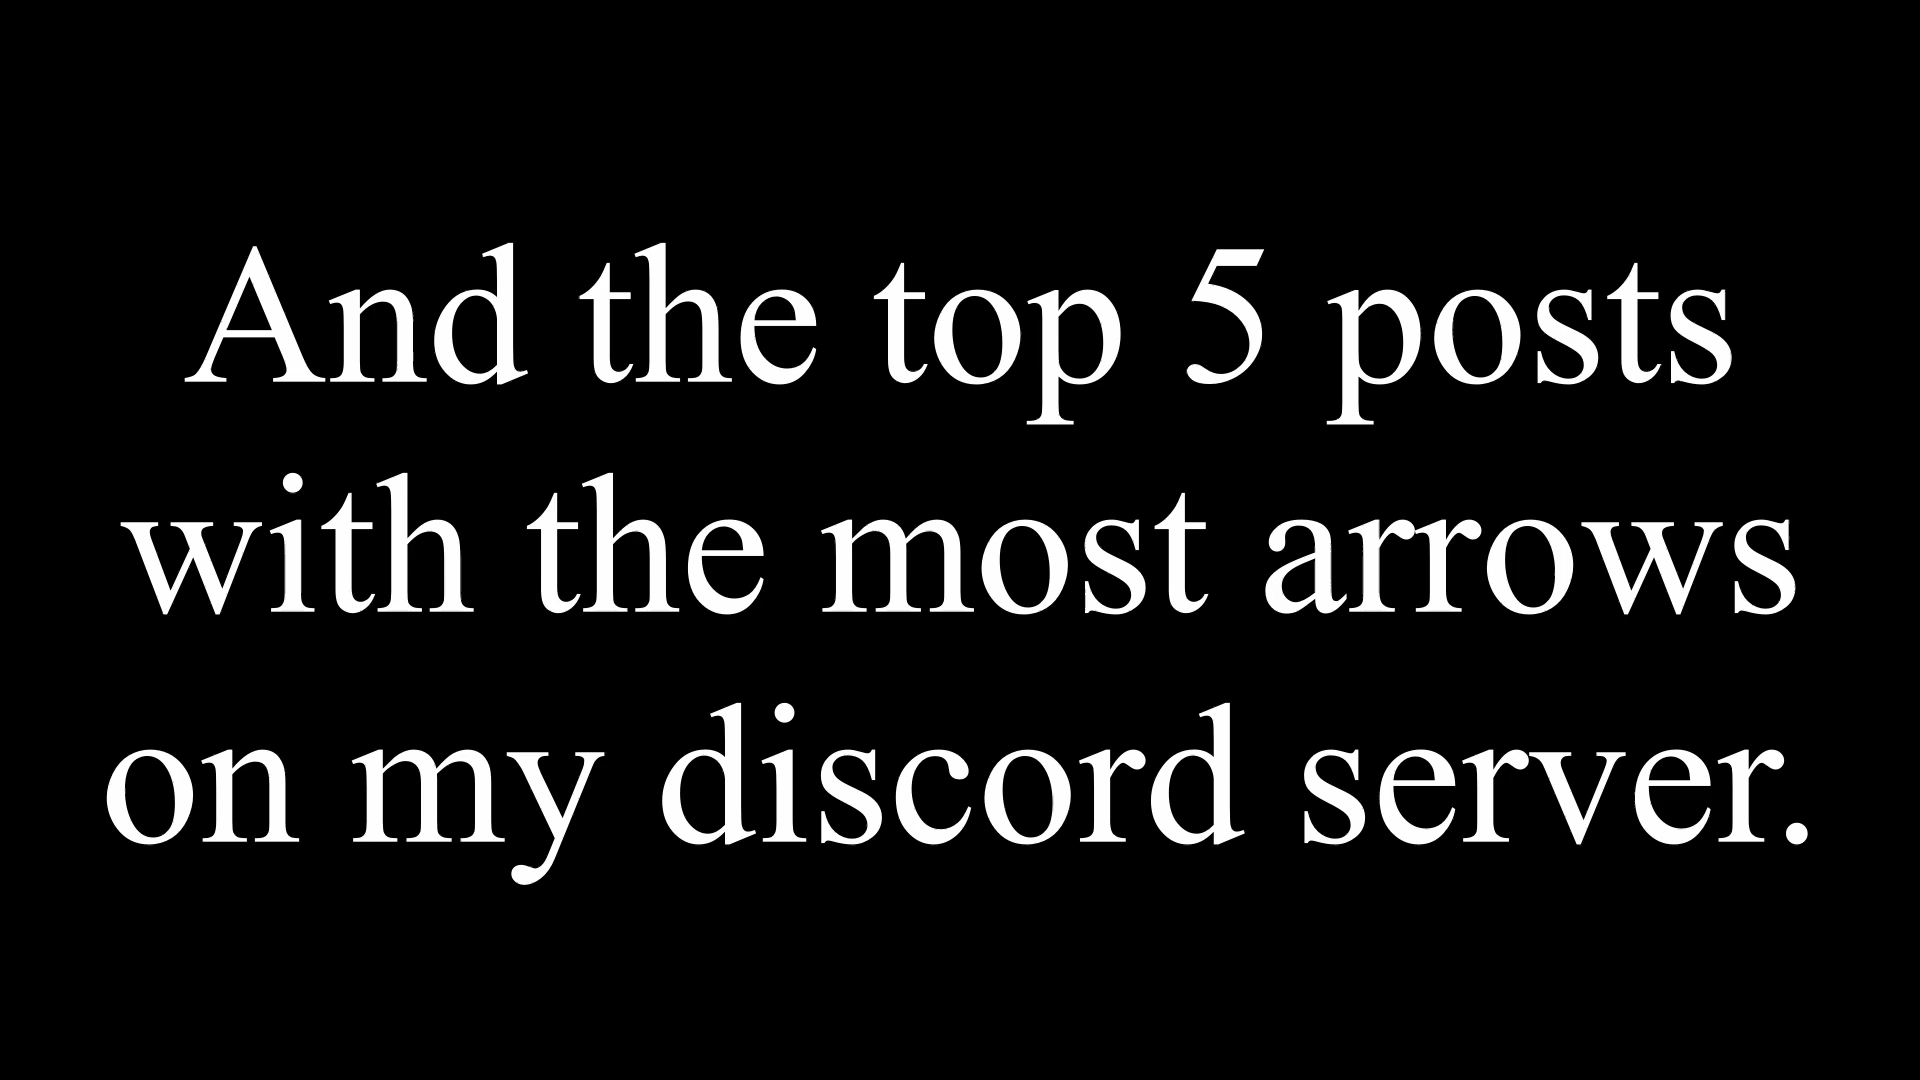 And the top 5 posts
with the most arrows
on my discord server.